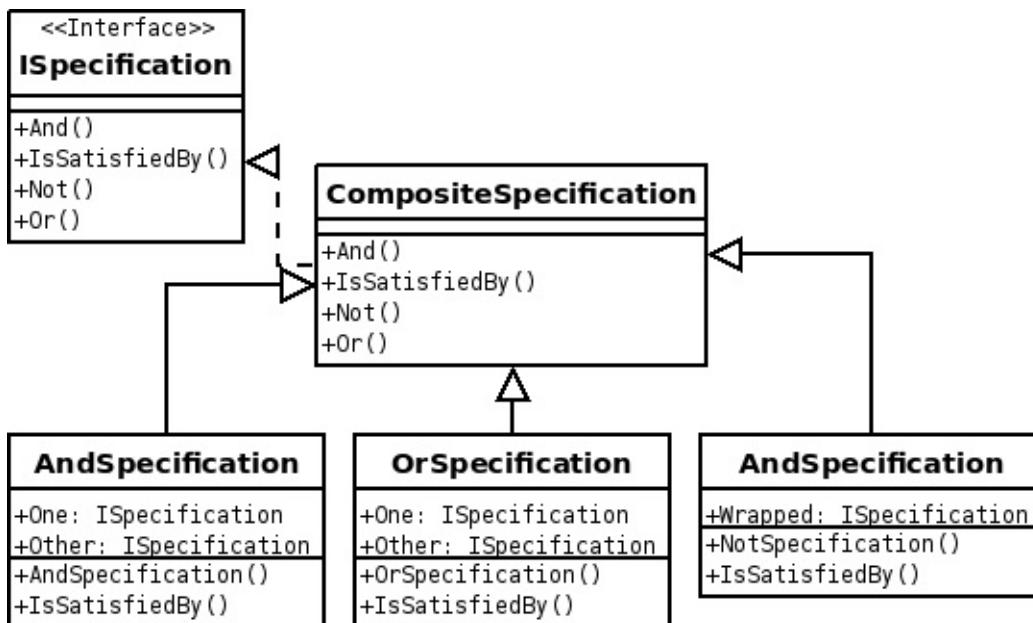 <<Interface>>
ISpecification
+And()
+IsSatisfiedBy()
+Not()
+Or()
CompositeSpecification
+And()
+IsSatisfiedBy()
+Not()
+Or()
AndSpecification
+One: ISpecification
+Other: ISpecification
+AndSpecification()
+IsSatisfiedBy()
OrSpecification
+One: ISpecification
+Other: ISpecification
+OrSpecification()
+IsSatisfiedBy()
AndSpecification
+Wrapped: ISpecification
+NotSpecification()
+IsSatisfiedBy()